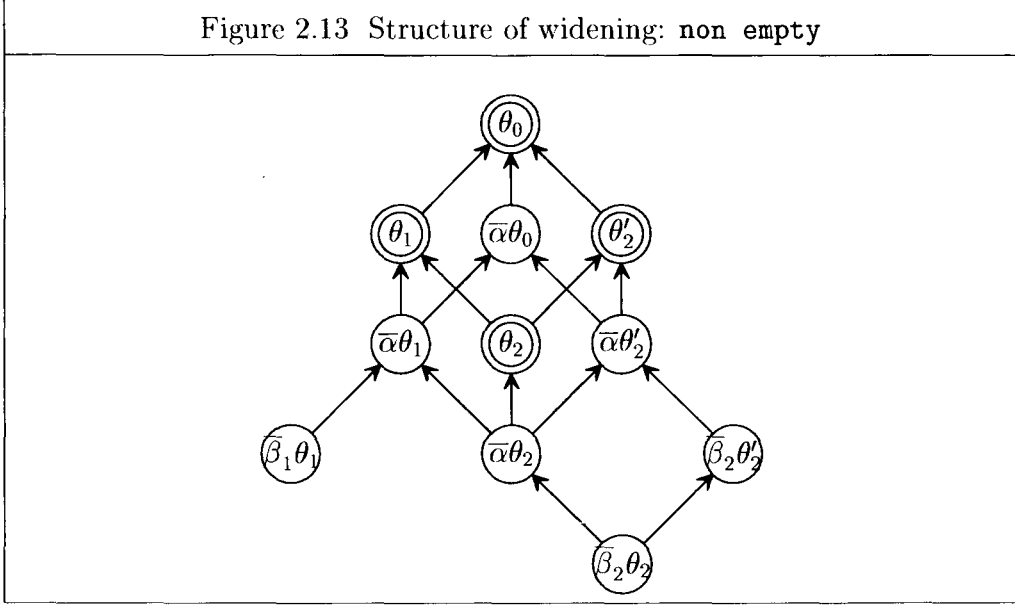 Figure 2.13 Structure of widening: non empty
θ₀
θ₁ ᾱθ₀ θ′₂
ᾱθ₁ θ₂ ᾱθ′₂
β̄₁θ₁ ᾱθ₂ β̄₂θ′₂
β̄₂θ₂